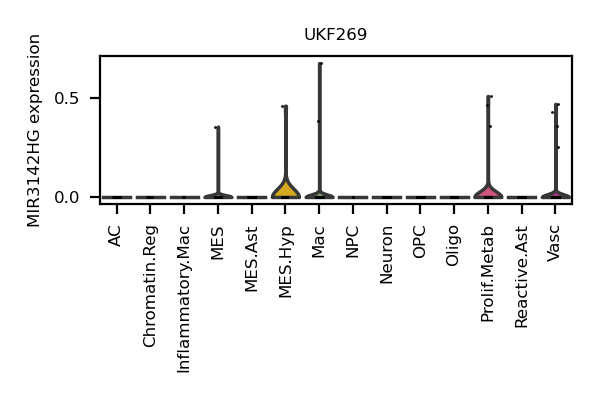 UKF269
MIR3142HG expression
0.5
0.0
AC
Chromatin.Reg
Inflammatory.Mac
MES
MES.Ast
MES.Hyp
Mac
NPC
Neuron
OPC
Oligo
Prolif.Metab
Reactive.Ast
Vasc